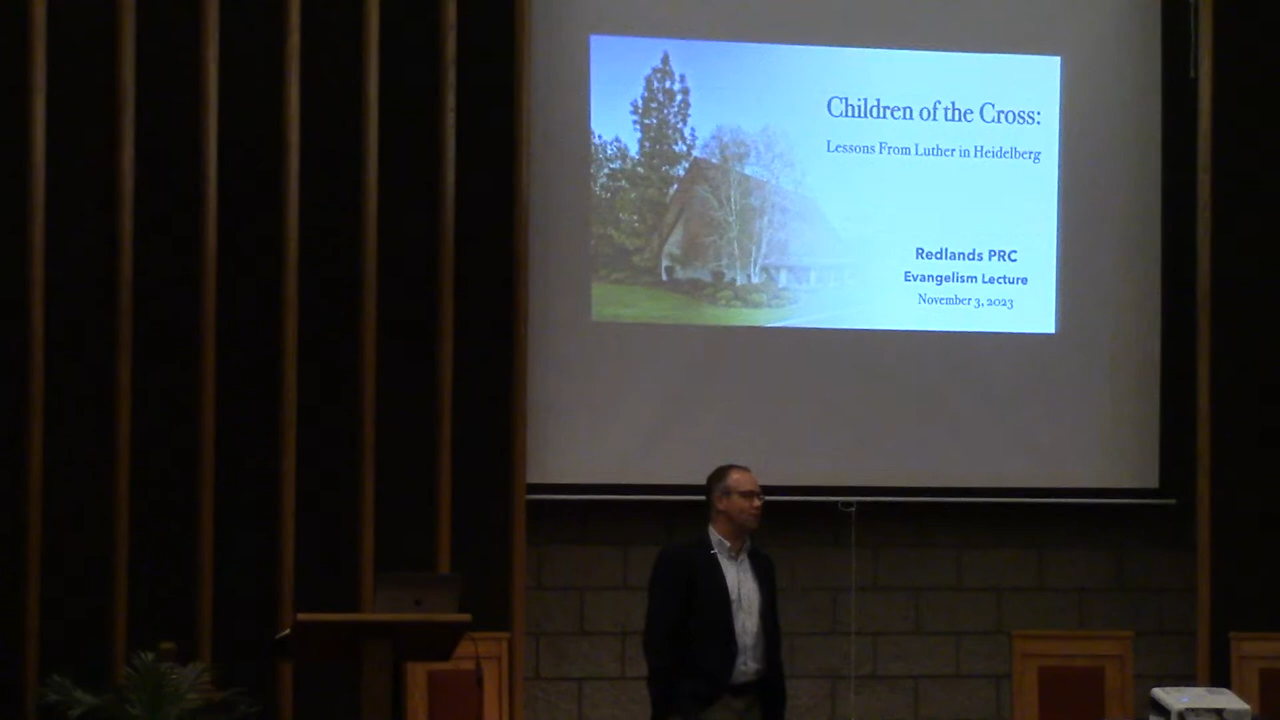 Children of the Cross:
Lessons From Luther in Heidelberg
Redlands PRC
Evangelism Lecture
November 3, 2023